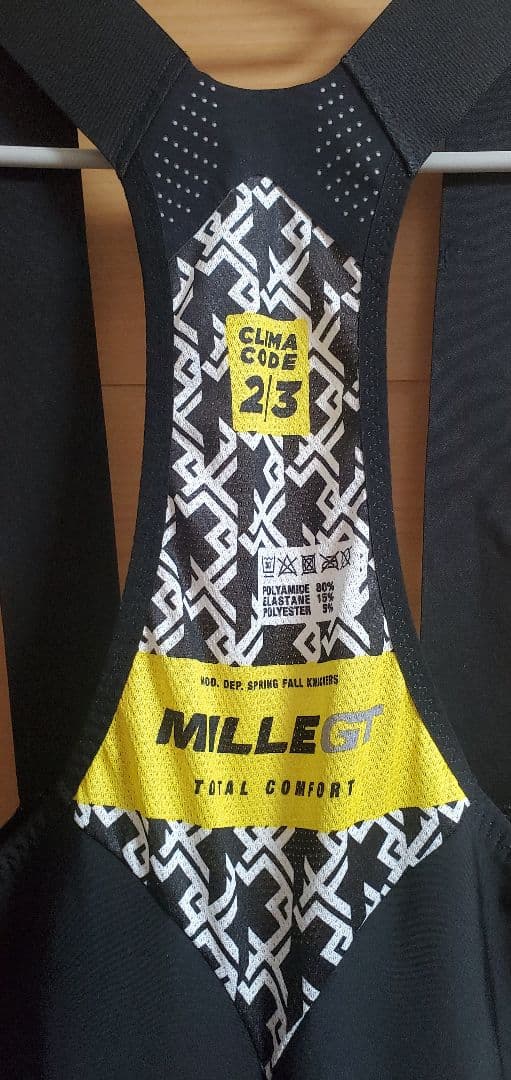 CLIMA
CODE
2/3
POLYAMIDE 80%
ELASTANE 15%
POLYESTER 5%
MOD. DEP. SPRING FALL KNICKERS
MILLEGT
TOTAL COMFORT